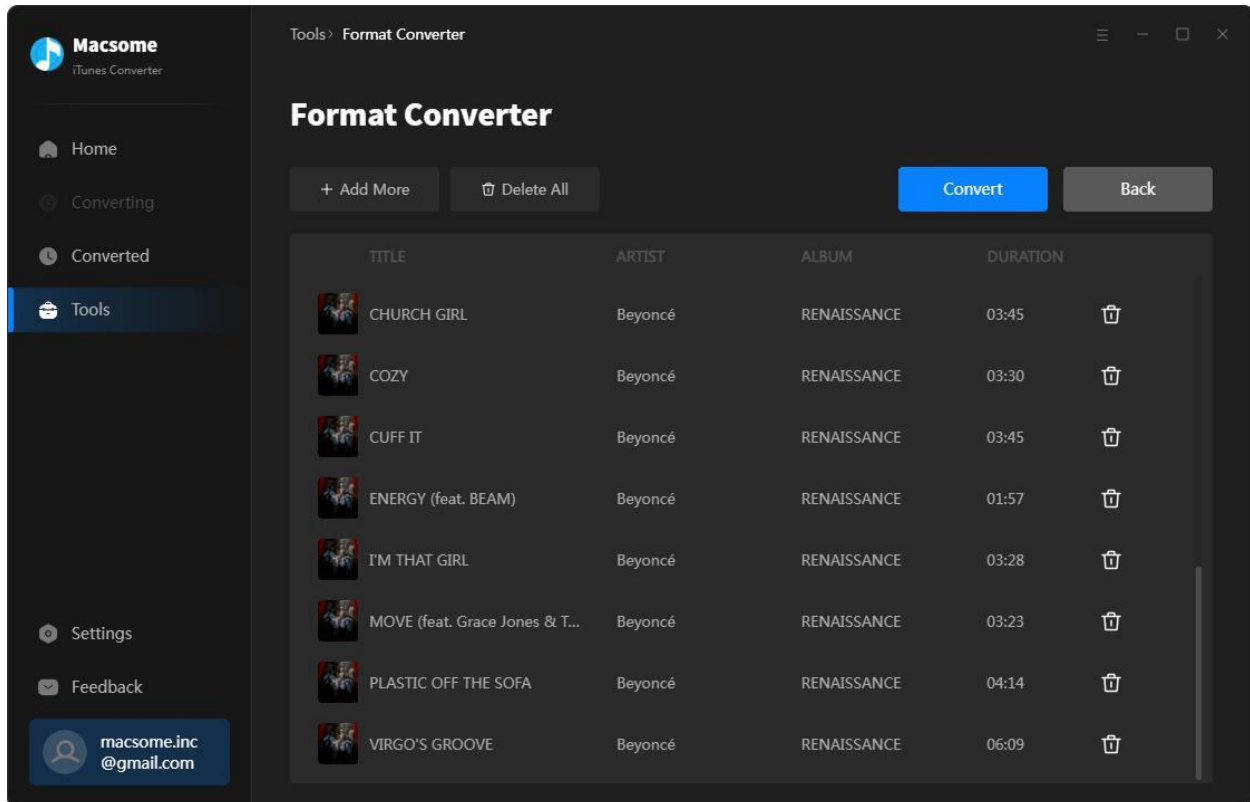 Macsome
iTunes Converter
Home
Converting
Converted
Tools
Settings
Feedback
macsome.inc
@gmail.com
Tools> Format Converter
Format Converter
+ Add More
Delete All
Convert
Back
TITLE ARTIST ALBUM DURATION
CHURCH GIRL Beyoncé RENAISSANCE 03:45
COZY Beyoncé RENAISSANCE 03:30
CUFF IT Beyoncé RENAISSANCE 03:45
ENERGY (feat. BEAM) Beyoncé RENAISSANCE 01:57
I'M THAT GIRL Beyoncé RENAISSANCE 03:28
MOVE (feat. Grace Jones & T... Beyoncé RENAISSANCE 03:23
PLASTIC OFF THE SOFA Beyoncé RENAISSANCE 04:14
VIRGO'S GROOVE Beyoncé RENAISSANCE 06:09